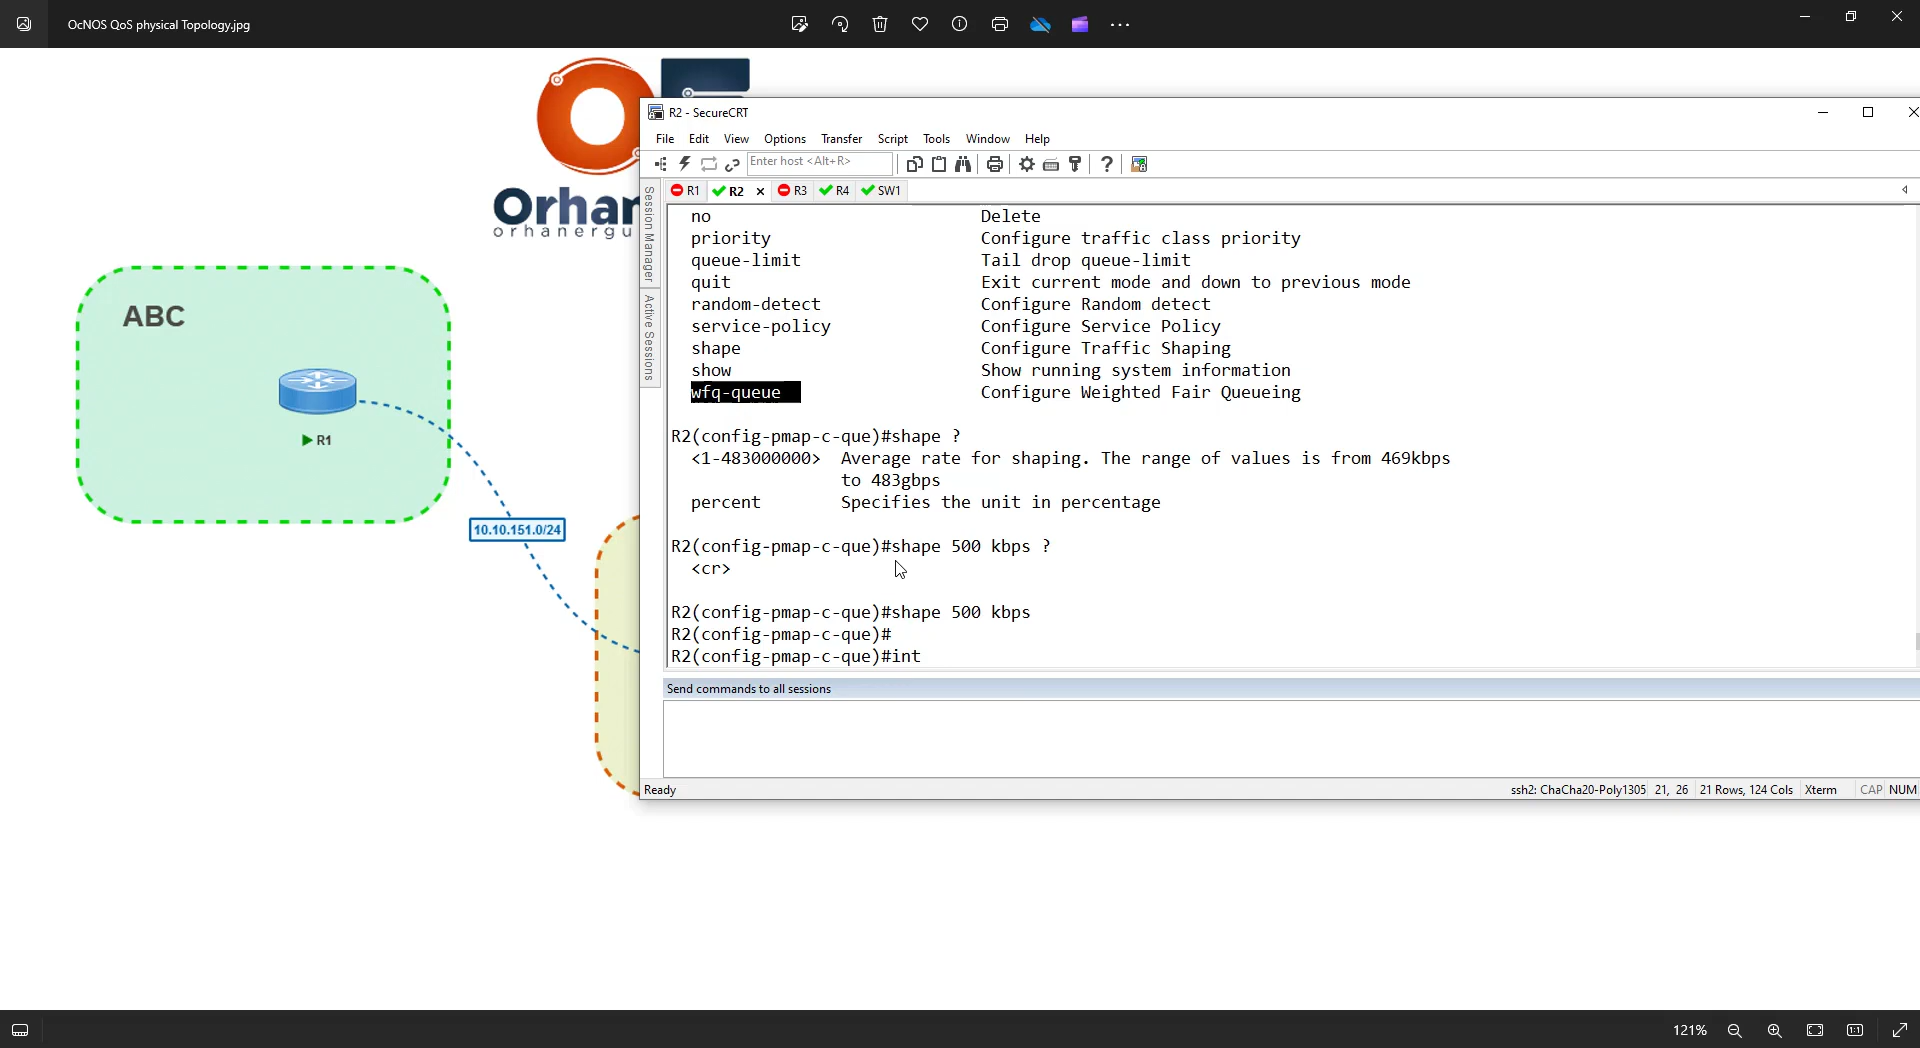 OcNOS QoS physical Topology.jpg
Orhan
orhanergu
ABC
R1
10.10.151.0/24
R2 - SecureCRT
File Edit View Options Transfer Script Tools Window Help
Enter host <Alt+R>
R1 R2 R3 R4 SW1
Session Manager
Active Sessions
no Delete
priority Configure traffic class priority
queue-limit Tail drop queue-limit
quit Exit current mode and down to previous mode
random-detect Configure Random detect
service-policy Configure Service Policy
shape Configure Traffic Shaping
show Show running system information
wfq-queue Configure Weighted Fair Queueing
R2(config-pmap-c-que)#shape ?
<1-483000000> Average rate for shaping. The range of values is from 469kbps
to 483gbps
percent Specifies the unit in percentage
R2(config-pmap-c-que)#shape 500 kbps ?
<cr>
R2(config-pmap-c-que)#shape 500 kbps
R2(config-pmap-c-que)#
R2(config-pmap-c-que)#int
Send commands to all sessions
Ready
ssh2: ChaCha20-Poly1305 21, 26 21 Rows, 124 Cols Xterm CAP NUM
121%
1:1